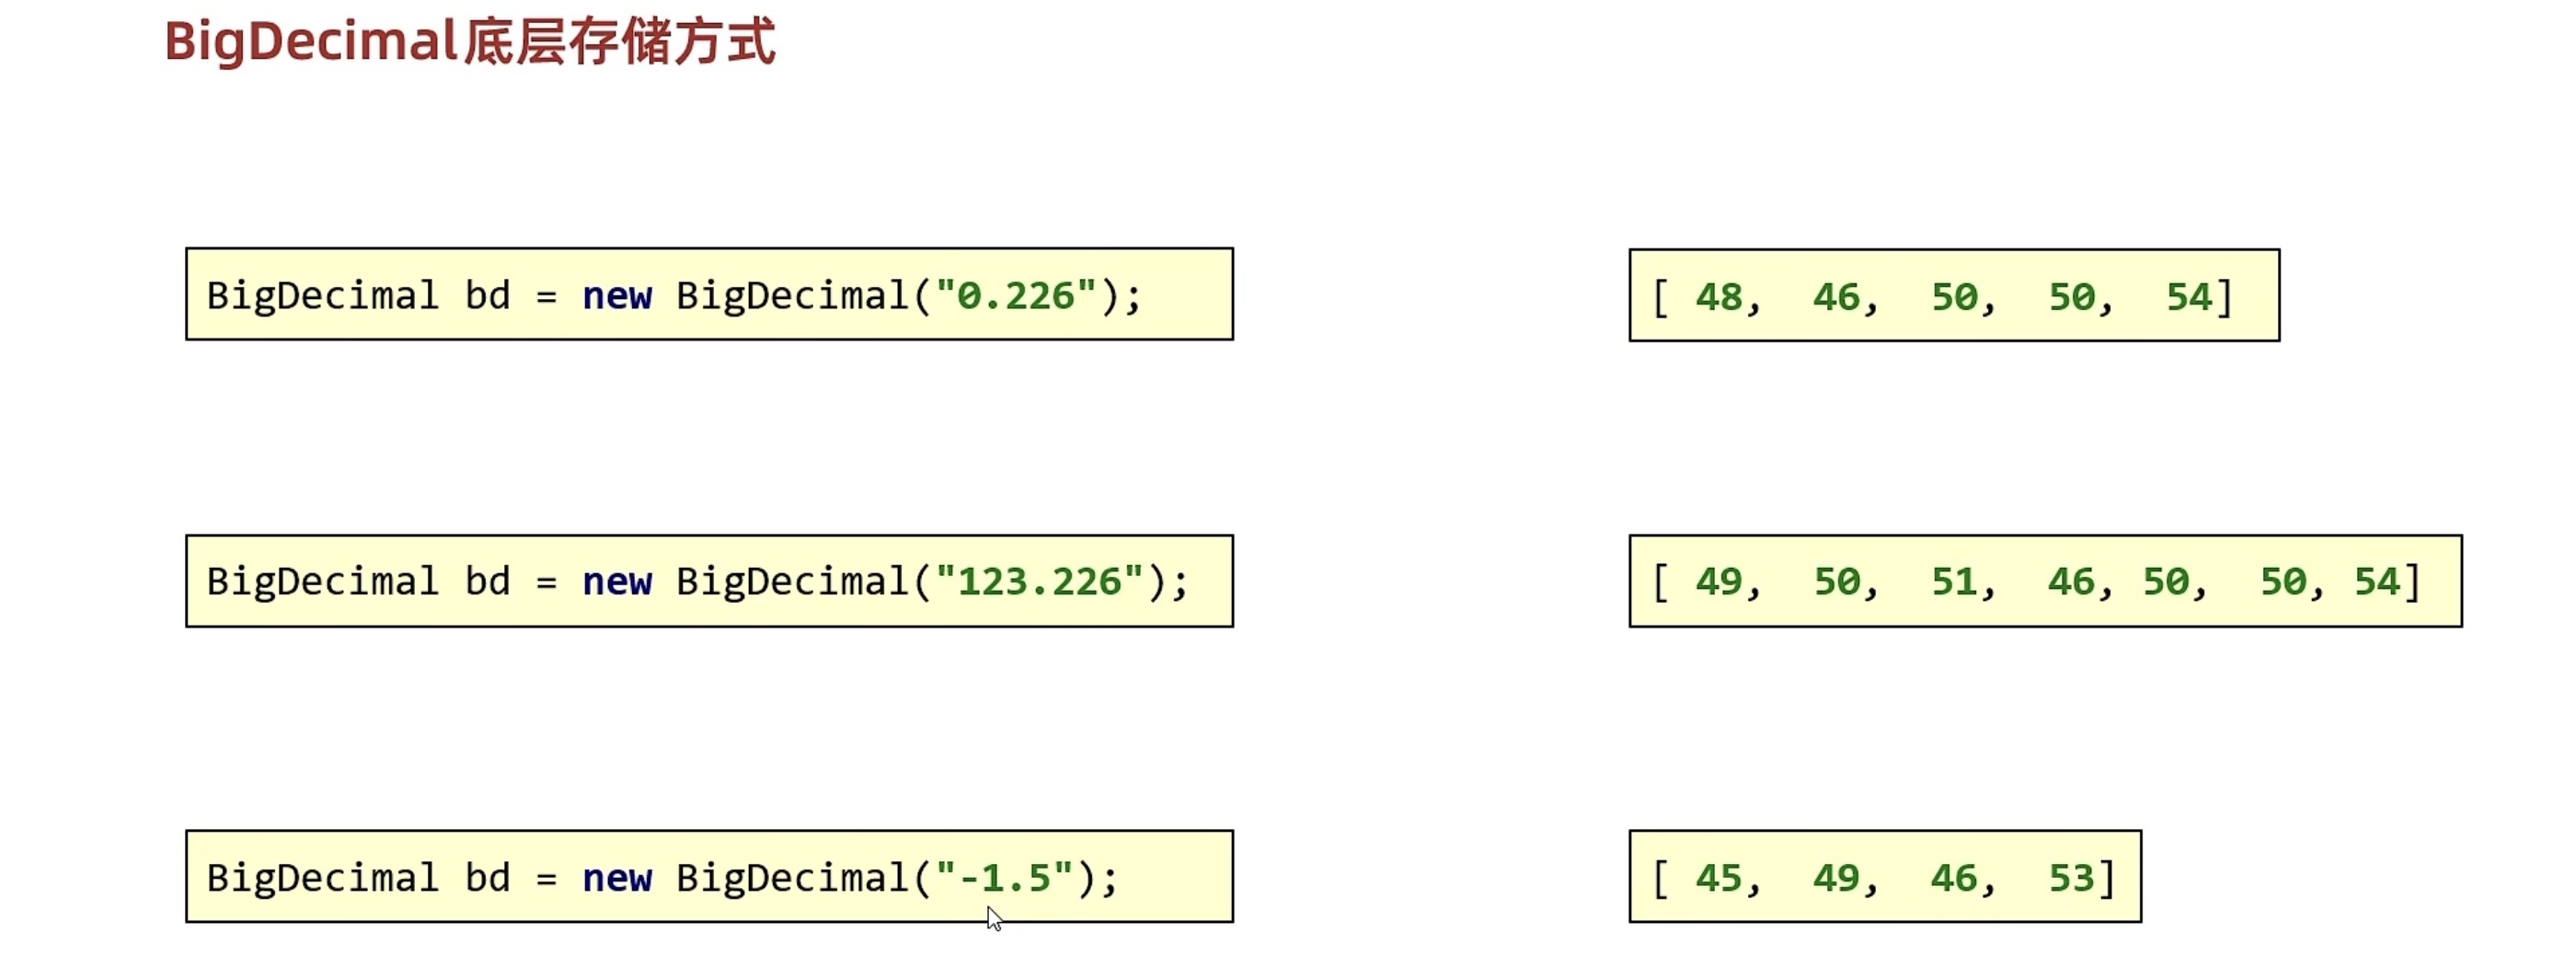 BigDecimal底层存储方式
BigDecimal bd = new BigDecimal("0.226");
[ 48, 46, 50, 50, 54]
BigDecimal bd = new BigDecimal("123.226");
[ 49, 50, 51, 46, 50, 50, 54]
BigDecimal bd = new BigDecimal("-1.5");
[ 45, 49, 46, 53]